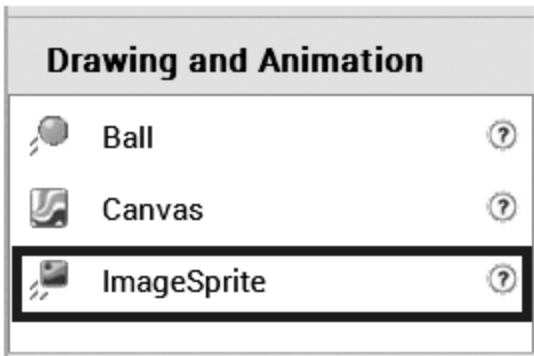 Drawing and Animation
Ball ?
Canvas ?
ImageSprite ?